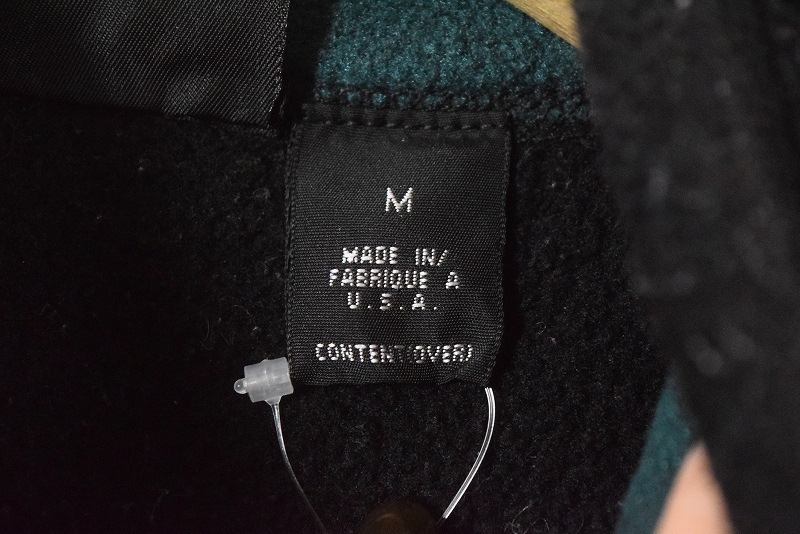 M
MADE IN/
FABRIQUE A
U.S.A.
CONTENT(OVER)